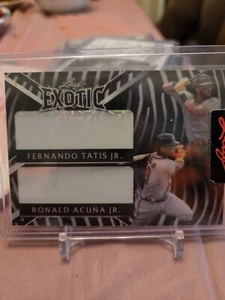 Leaf
EXOTIC
FERNANDO TATIS JR.
RONALD ACUÑA JR.